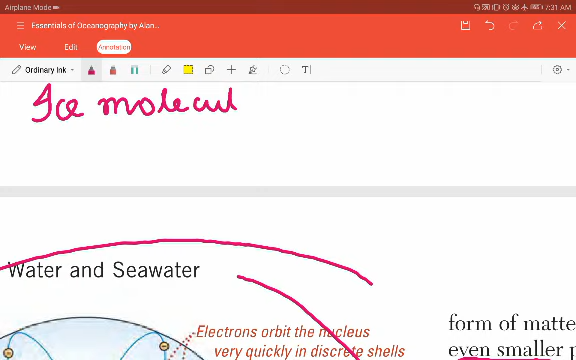 Airplane Mode
7:31 AM
Essentials of Oceanography by Alan...
View Edit Annotation
Ordinary Ink
Ice molecul
Water and Seawater
Electrons orbit the nucleus
very quickly in discrete shells
form of matte
even smaller p